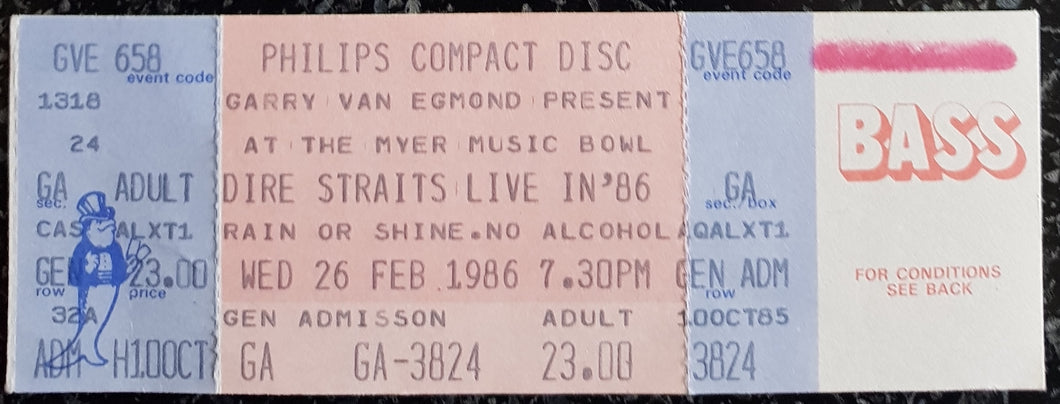 GVE 658
event code
1318
24
GA ADULT
sec.
CAS ALXT1
GEN 23.00
row price
32A
ADM H10OCT
PHILIPS COMPACT DISC
GARRY VAN EGMOND PRESENT
AT THE MYER MUSIC BOWL
DIRE STRAITS LIVE IN'86
RAIN OR SHINE.NO ALCOHOL
WED 26 FEB 1986 7.30PM
GEN ADMISSON ADULT
GA GA-3824 23.00
GVE658
event code
GA
sec./box
QALXT1
GEN ADM
row
10OCT85
3824
BASS
FOR CONDITIONS
SEE BACK